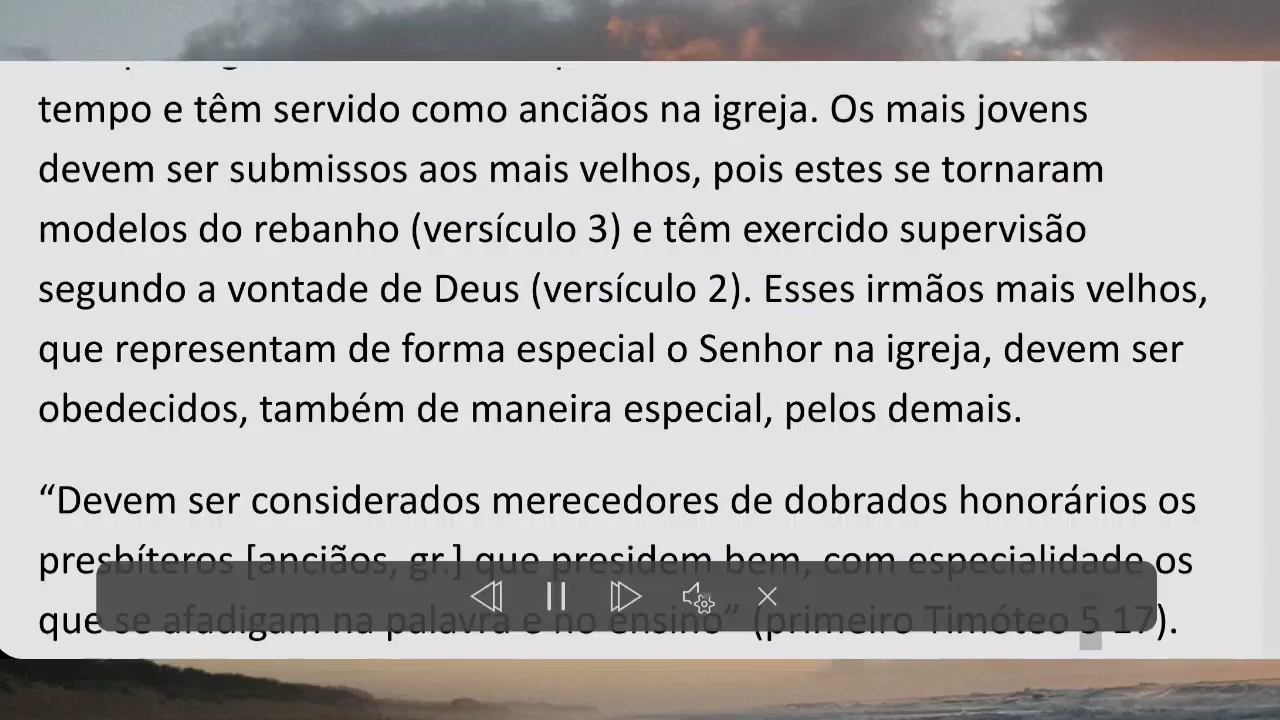 tempo e têm servido como anciãos na igreja. Os mais jovens
devem ser submissos aos mais velhos, pois estes se tornaram
modelos do rebanho (versículo 3) e têm exercido supervisão
segundo a vontade de Deus (versículo 2). Esses irmãos mais velhos,
que representam de forma especial o Senhor na igreja, devem ser
obedecidos, também de maneira especial, pelos demais.
“Devem ser considerados merecedores de dobrados honorários os
presbíteros [anciãos, gr.] que presidem bem, com especialidade os
que se afadigam na palavra e no ensino” (primeiro Timóteo 5 17).